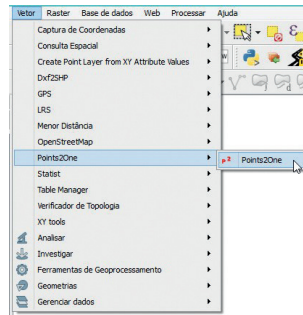 Vetor Raster Base de dados Web Processar Ajuda
Captura de Coordenadas
Consulta Espacial
Create Point Layer from XY Attribute Values
Dxf2SHP
GPS
LRS
Menor Distância
OpenStreetMap
Points2One Points2One
Statist
Table Manager
Verificador de Topologia
XY tools
Analisar
Investigar
Ferramentas de Geoprocessamento
Geometrias
Gerenciar dados